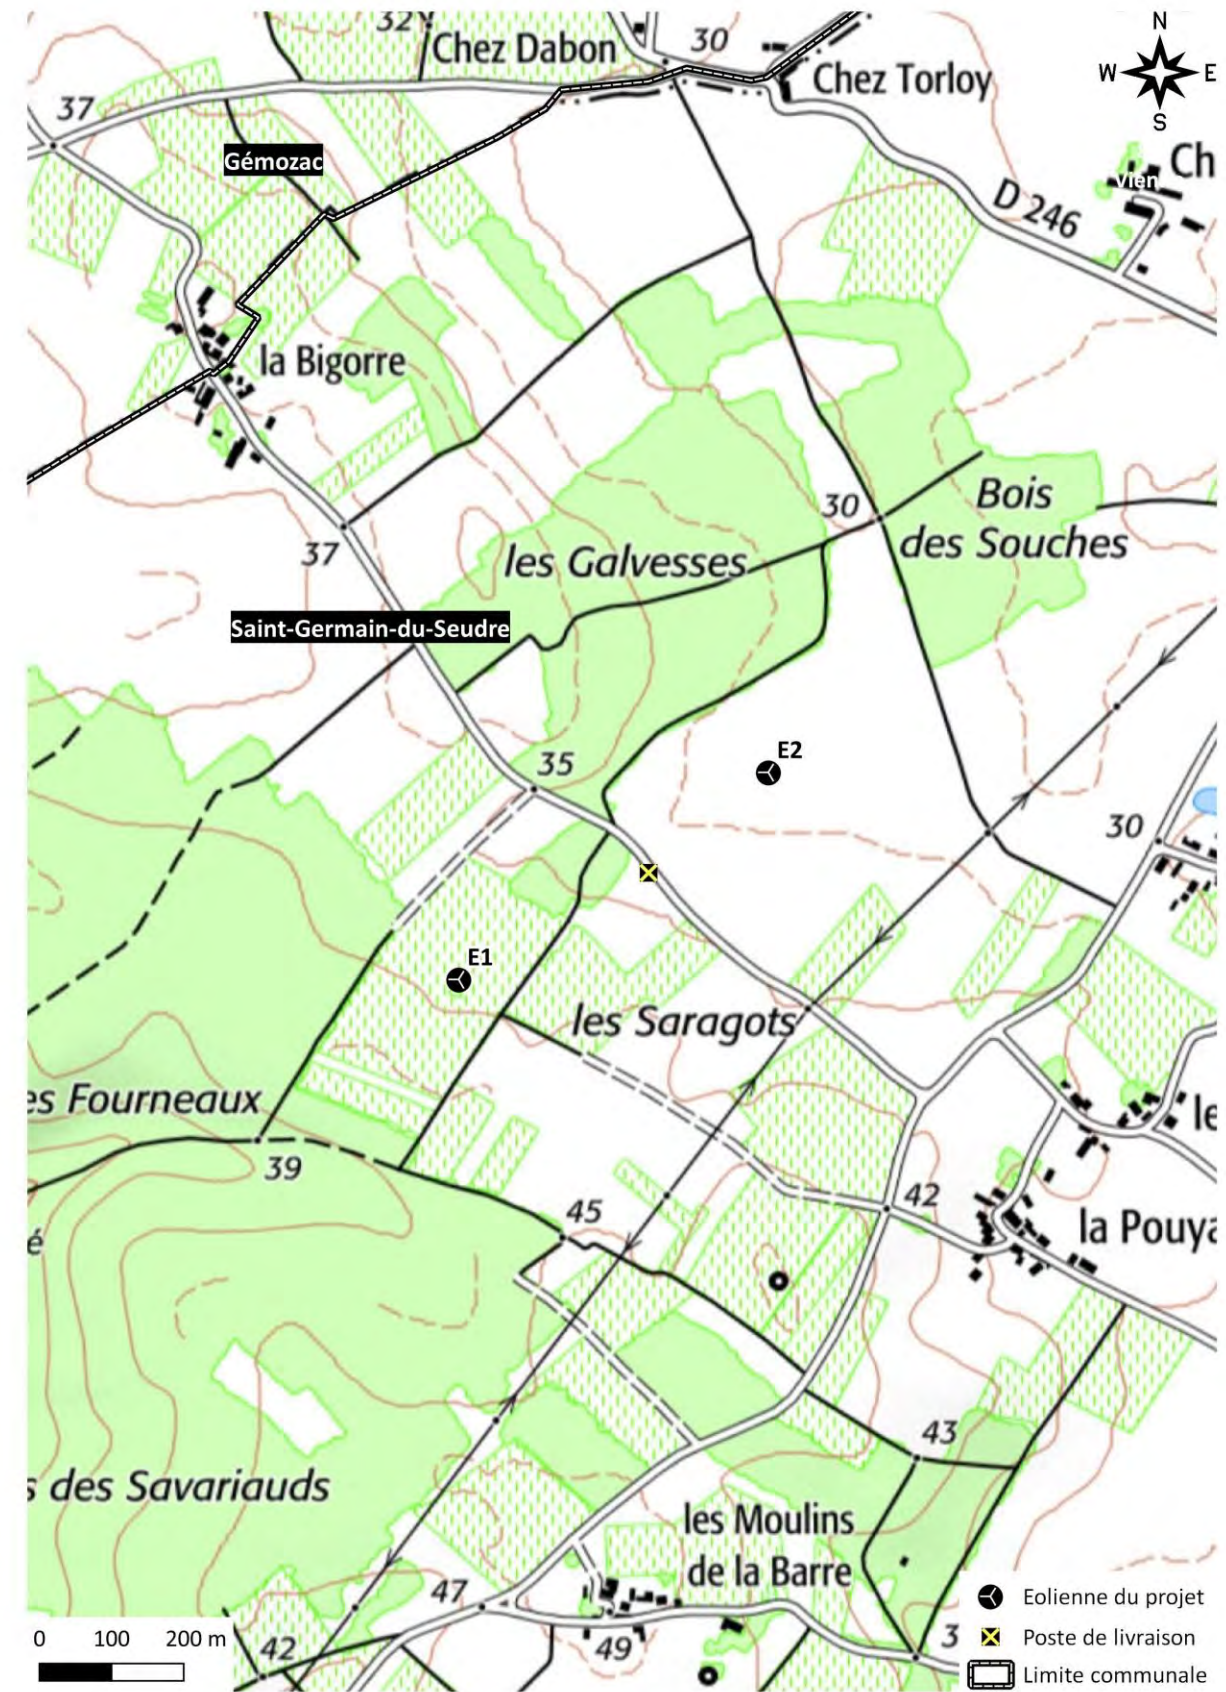 32
Chez Dabon
30
N
Chez Torloy
W
E
S
37
Gémozac
Ch
vien
D 246
la Bigorre
Bois
des Souches
30
les Galvesses
37
Saint-Germain-du-Seudre
35
E2
30
E1
les Saragots
es Fourneaux
39
le
42
45
la Pouya
é
43
s des Savariauds
les Moulins
de la Barre
47
Eolienne du projet
0 100 200 m
42
49
3
Poste de livraison
Limite communale